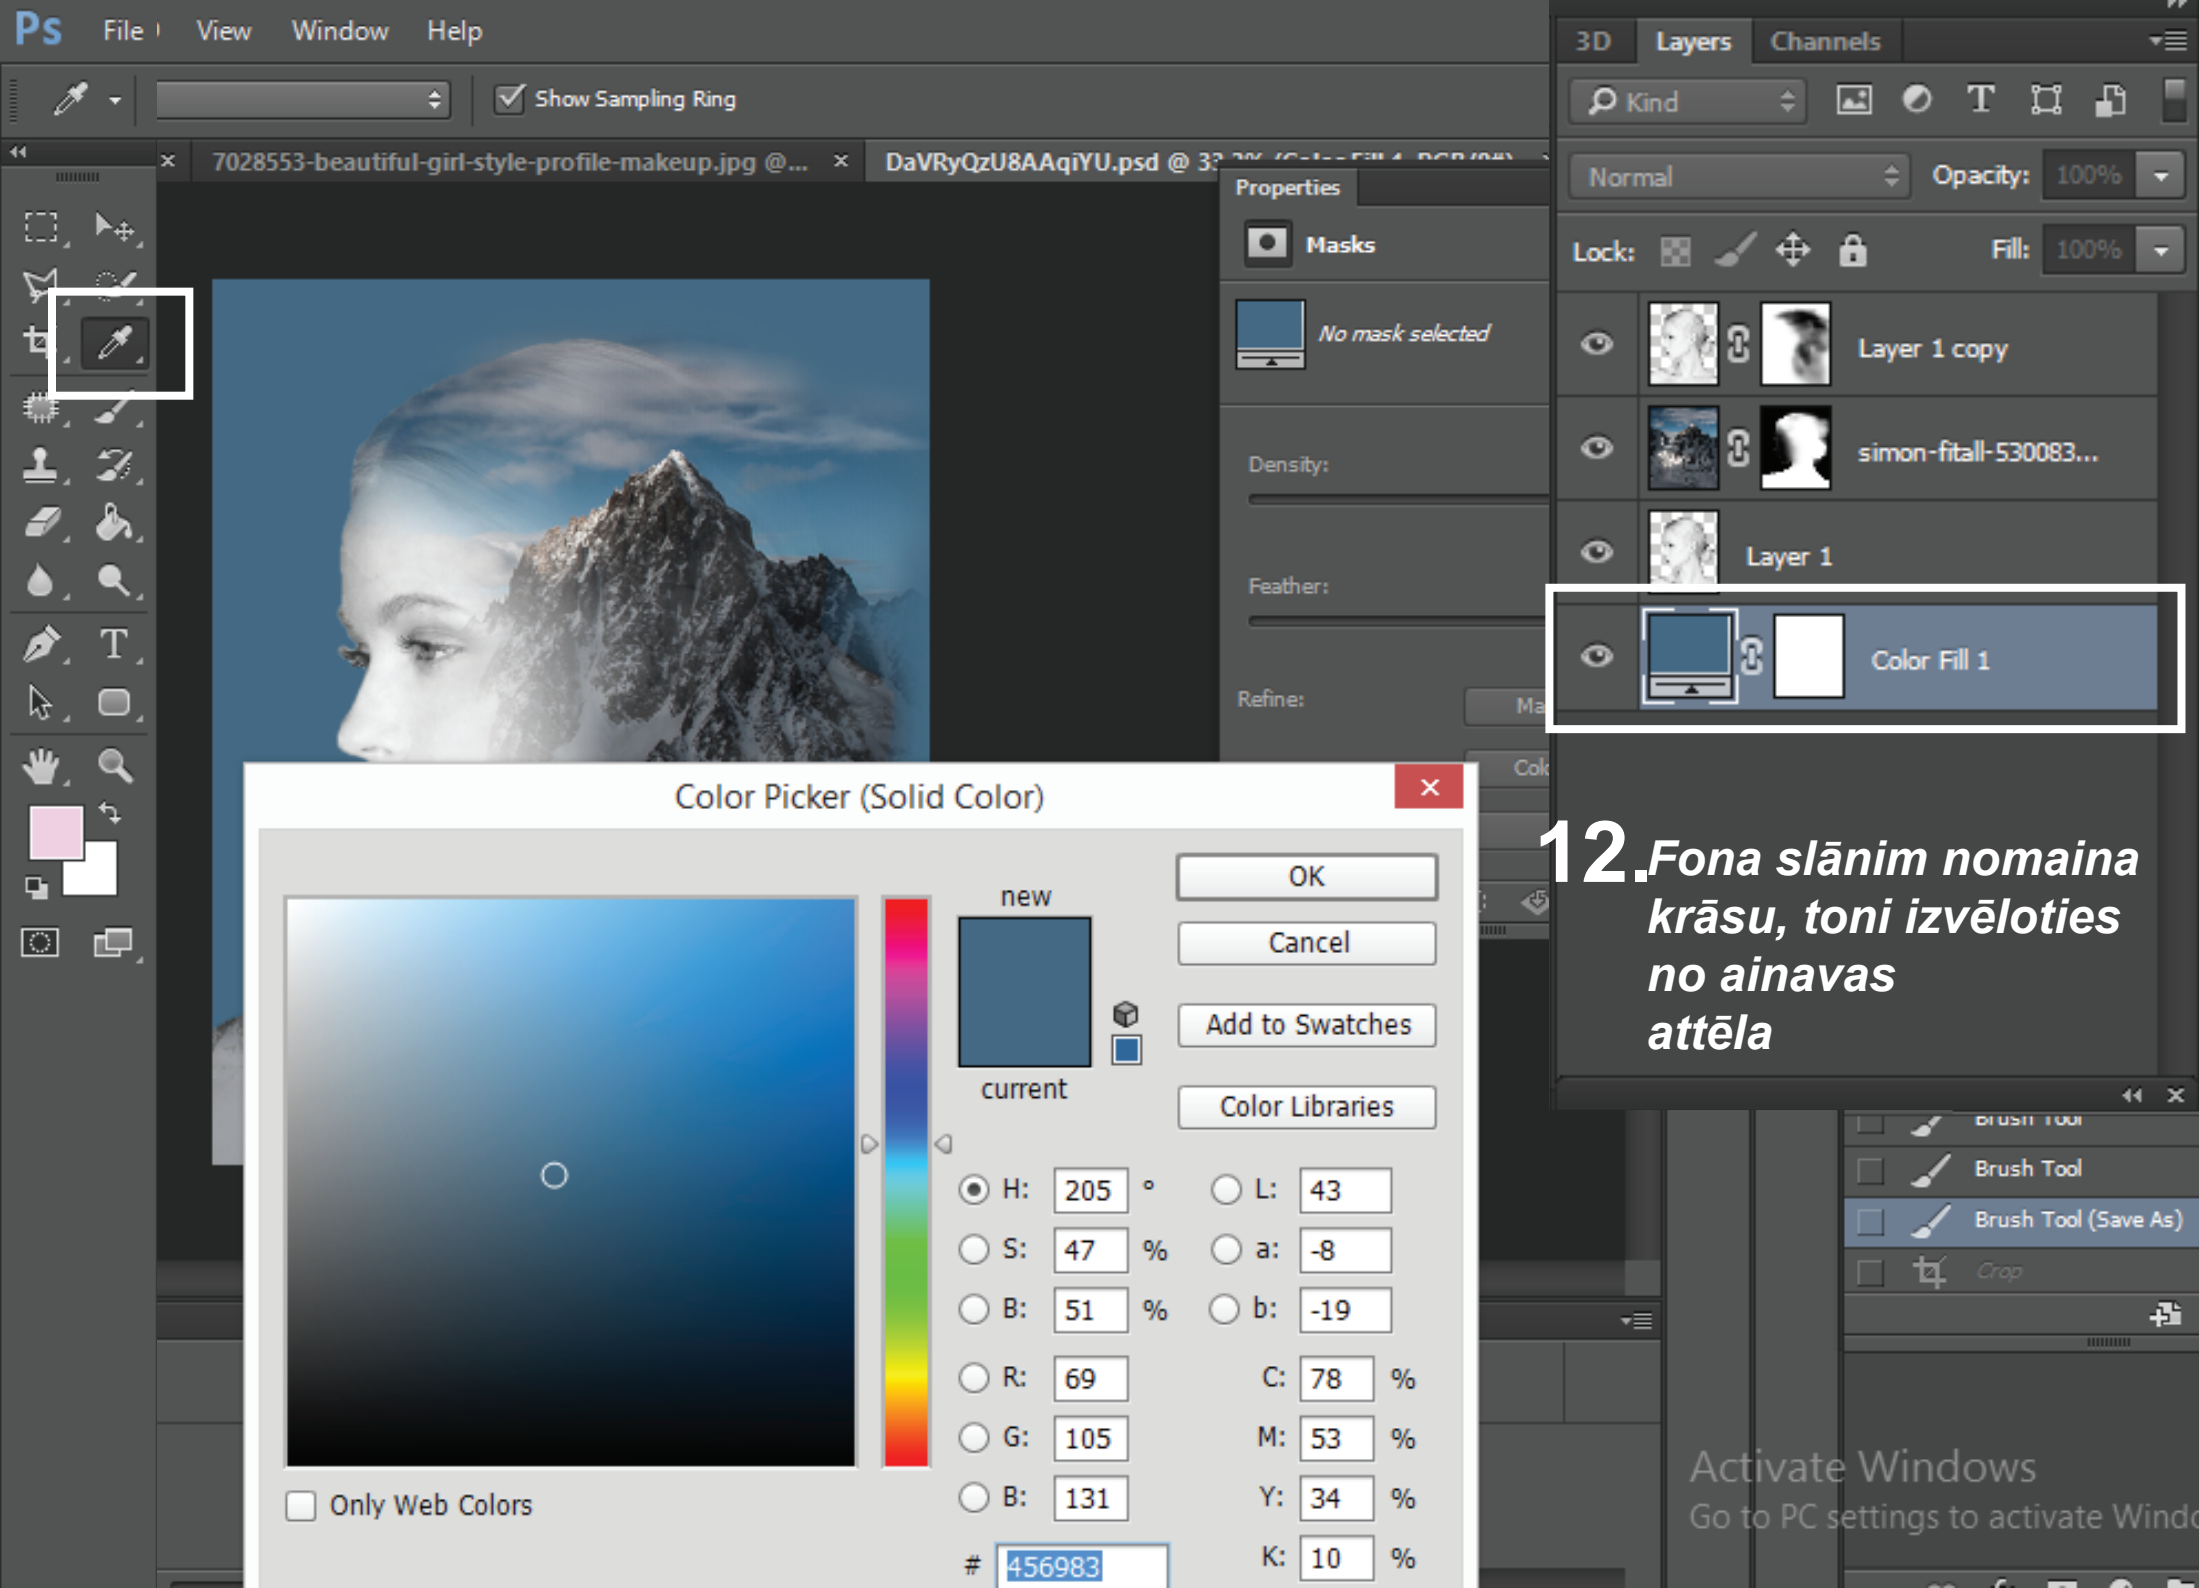 Ps File View Window Help
Show Sampling Ring
7028553-beautiful-girl-style-profile-makeup.jpg @... × DaVRyQzU8AAqiYU.psd @
Properties
Masks
No mask selected
Density:
Feather:
Refine:
3D Layers Channels
Kind
Normal Opacity: 100%
Lock: Fill: 100%
Layer 1 copy
simon-fitall-530083...
Layer 1
Color Fill 1
12. Fona slānim nomaina
krāsu, toni izvēloties
no ainavas
attēla
Color Picker (Solid Color)
new
current
OK
Cancel
Add to Swatches
Color Libraries
H: 205 ° L: 43
S: 47 % a: -8
B: 51 % b: -19
R: 69 C: 78 %
G: 105 M: 53 %
B: 131 Y: 34 %
# 456983 K: 10 %
Only Web Colors
Brush Tool
Brush Tool
Brush Tool (Save As)
Crop
Activate Windows
Go to PC settings to activate